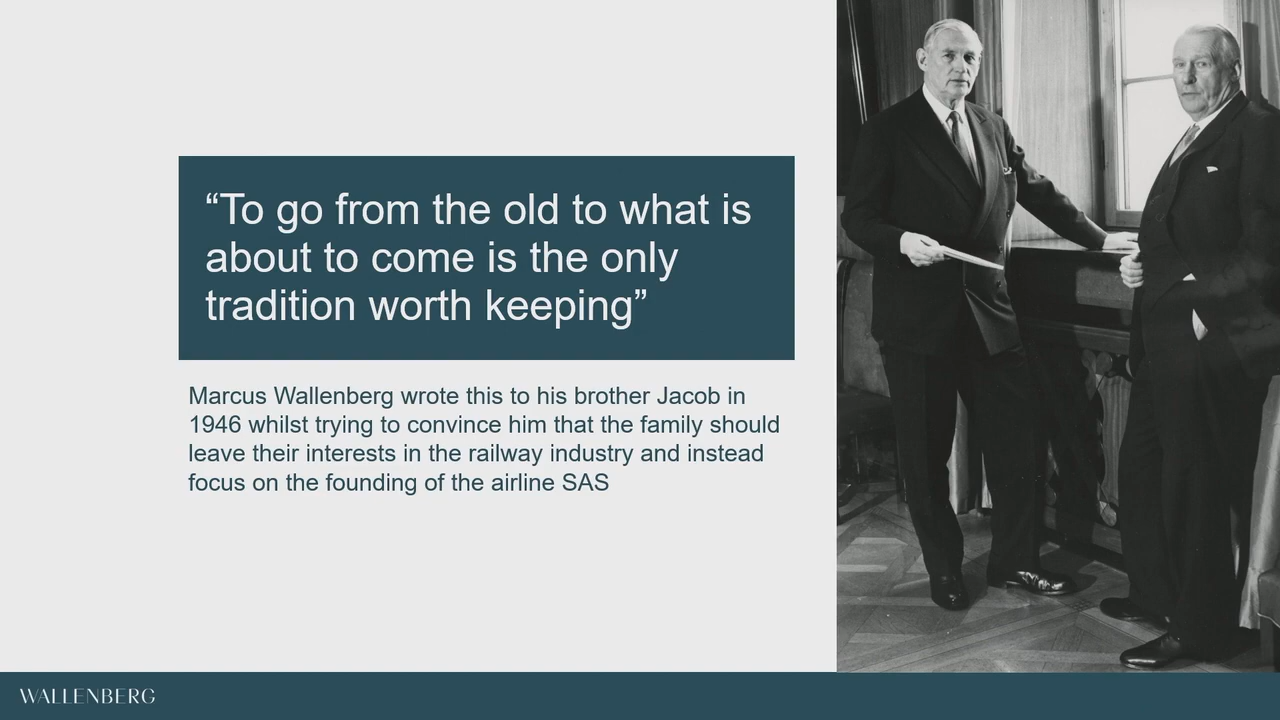 “To go from the old to what is
about to come is the only
tradition worth keeping”
Marcus Wallenberg wrote this to his brother Jacob in
1946 whilst trying to convince him that the family should
leave their interests in the railway industry and instead
focus on the founding of the airline SAS
WALLENBERG